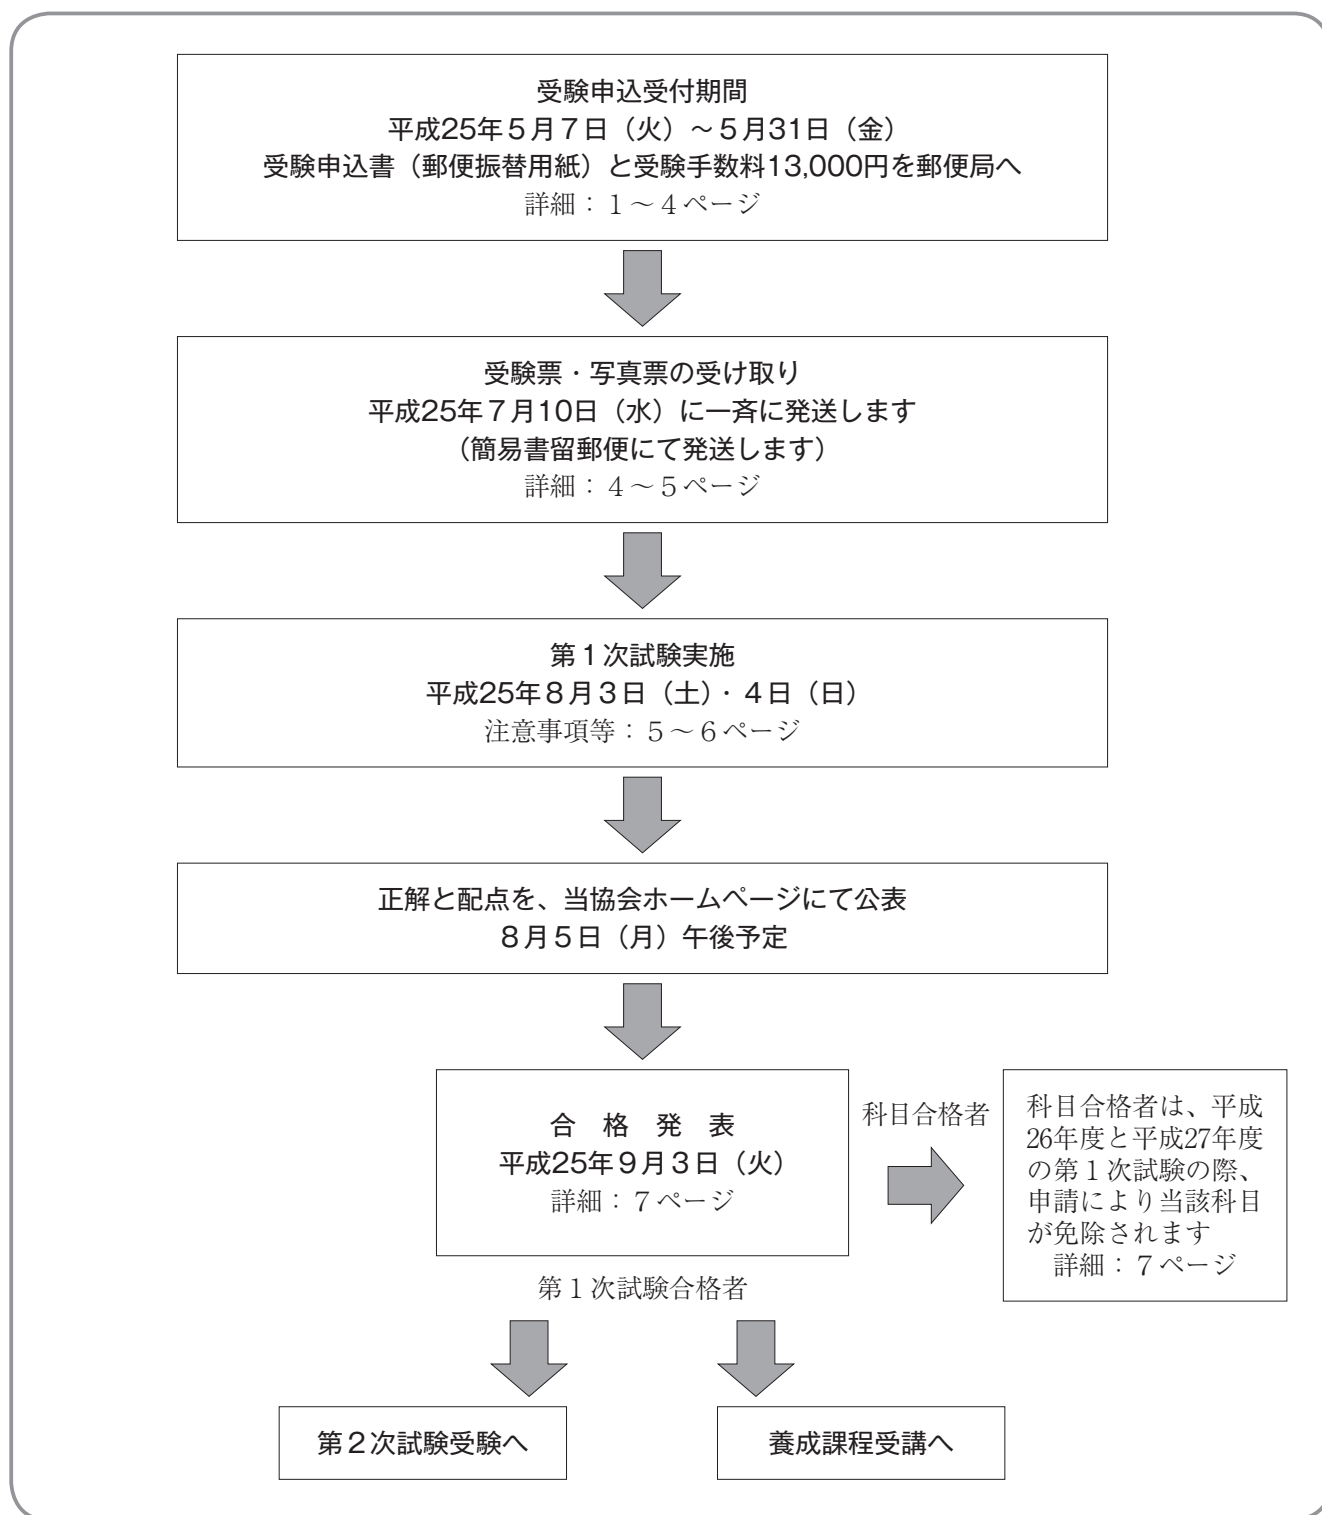 受験申込受付期間
平成25年５月７日（火）～５月31日（金）
受験申込書（郵便振替用紙）と受験手数料13,000円を郵便局へ
詳細：１～４ページ
受験票・写真票の受け取り
平成25年７月10日（水）に一斉に発送します
（簡易書留郵便にて発送します）
詳細：４～５ページ
第１次試験実施
平成25年８月３日（土）・４日（日）
注意事項等：５～６ページ
正解と配点を、当協会ホームページにて公表
８月５日（月）午後予定
合　格　発　表
平成25年９月３日（火）
詳細：７ページ
科目合格者
科目合格者は、平成
26年度と平成27年度
の第１次試験の際、
申請により当該科目
が免除されます
詳細：７ページ
第１次試験合格者
第２次試験受験へ
養成課程受講へ